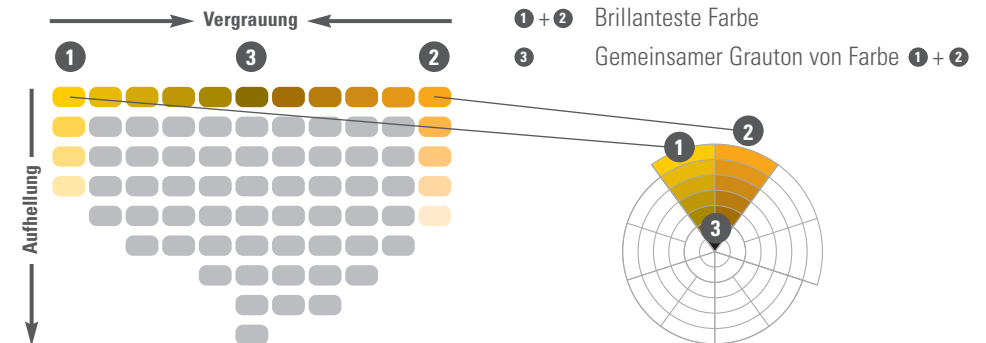 Vergrauung
1 3 2
Aufhellung
1 + 2 Brillanteste Farbe
3 Gemeinsamer Grauton von Farbe 1 + 2
1
2
3